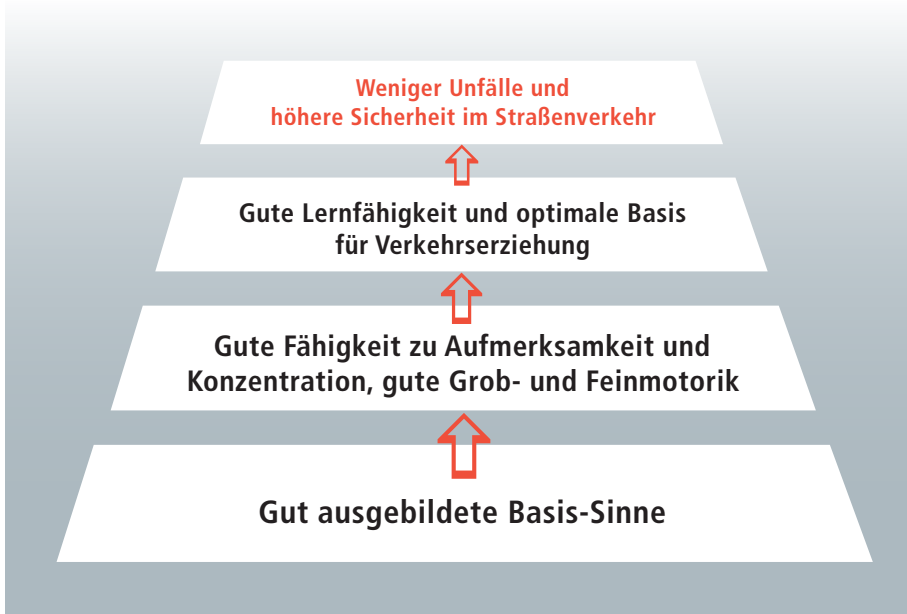 Weniger Unfälle und
höhere Sicherheit im Straßenverkehr
Gute Lernfähigkeit und optimale Basis
für Verkehrserziehung
Gute Fähigkeit zu Aufmerksamkeit und
Konzentration, gute Grob- und Feinmotorik
Gut ausgebildete Basis-Sinne